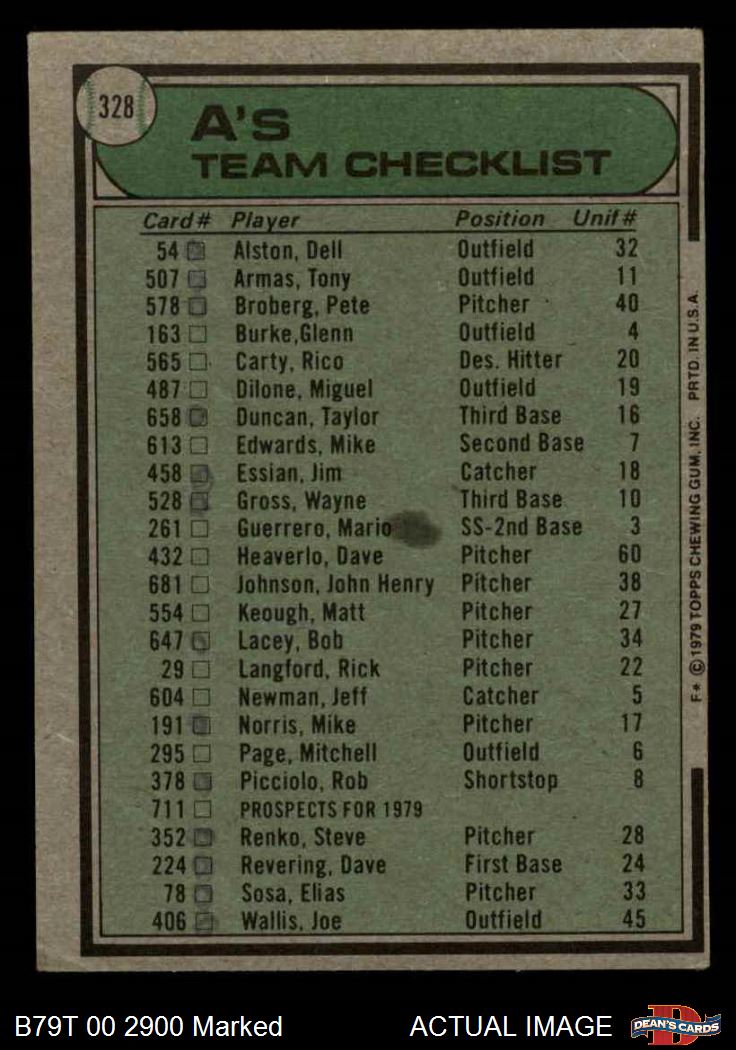 328
A'S
TEAM CHECKLIST
Card# Player Position Unif#
54 Alston, Dell Outfield 32
507 Armas, Tony Outfield 11
578 Broberg, Pete Pitcher 40
163 Burke,Glenn Outfield 4
565 Carty, Rico Des. Hitter 20
487 Dilone, Miguel Outfield 19
658 Duncan, Taylor Third Base 16
613 Edwards, Mike Second Base 7
458 Essian, Jim Catcher 18
528 Gross, Wayne Third Base 10
261 Guerrero, Mario SS-2nd Base 3
432 Heaverlo, Dave Pitcher 60
681 Johnson, John Henry Pitcher 38
554 Keough, Matt Pitcher 27
647 Lacey, Bob Pitcher 34
29 Langford, Rick Pitcher 22
604 Newman, Jeff Catcher 5
191 Norris, Mike Pitcher 17
295 Page, Mitchell Outfield 6
378 Picciolo, Rob Shortstop 8
711 PROSPECTS FOR 1979
352 Renko, Steve Pitcher 28
224 Revering, Dave First Base 24
78 Sosa, Elias Pitcher 33
406 Wallis, Joe Outfield 45
F* © 1979 TOPPS CHEWING GUM, INC. PRTD. IN U.S.A.
B79T 00 2900 Marked ACTUAL IMAGE
D
DEAN'S CARDS